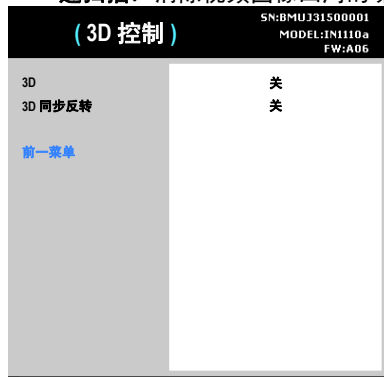 ( 3D 控制 )
SN:BMUJ31500001
MODEL:IN1110a
FW:A06
3D 关
3D 同步反转 关
前一菜单